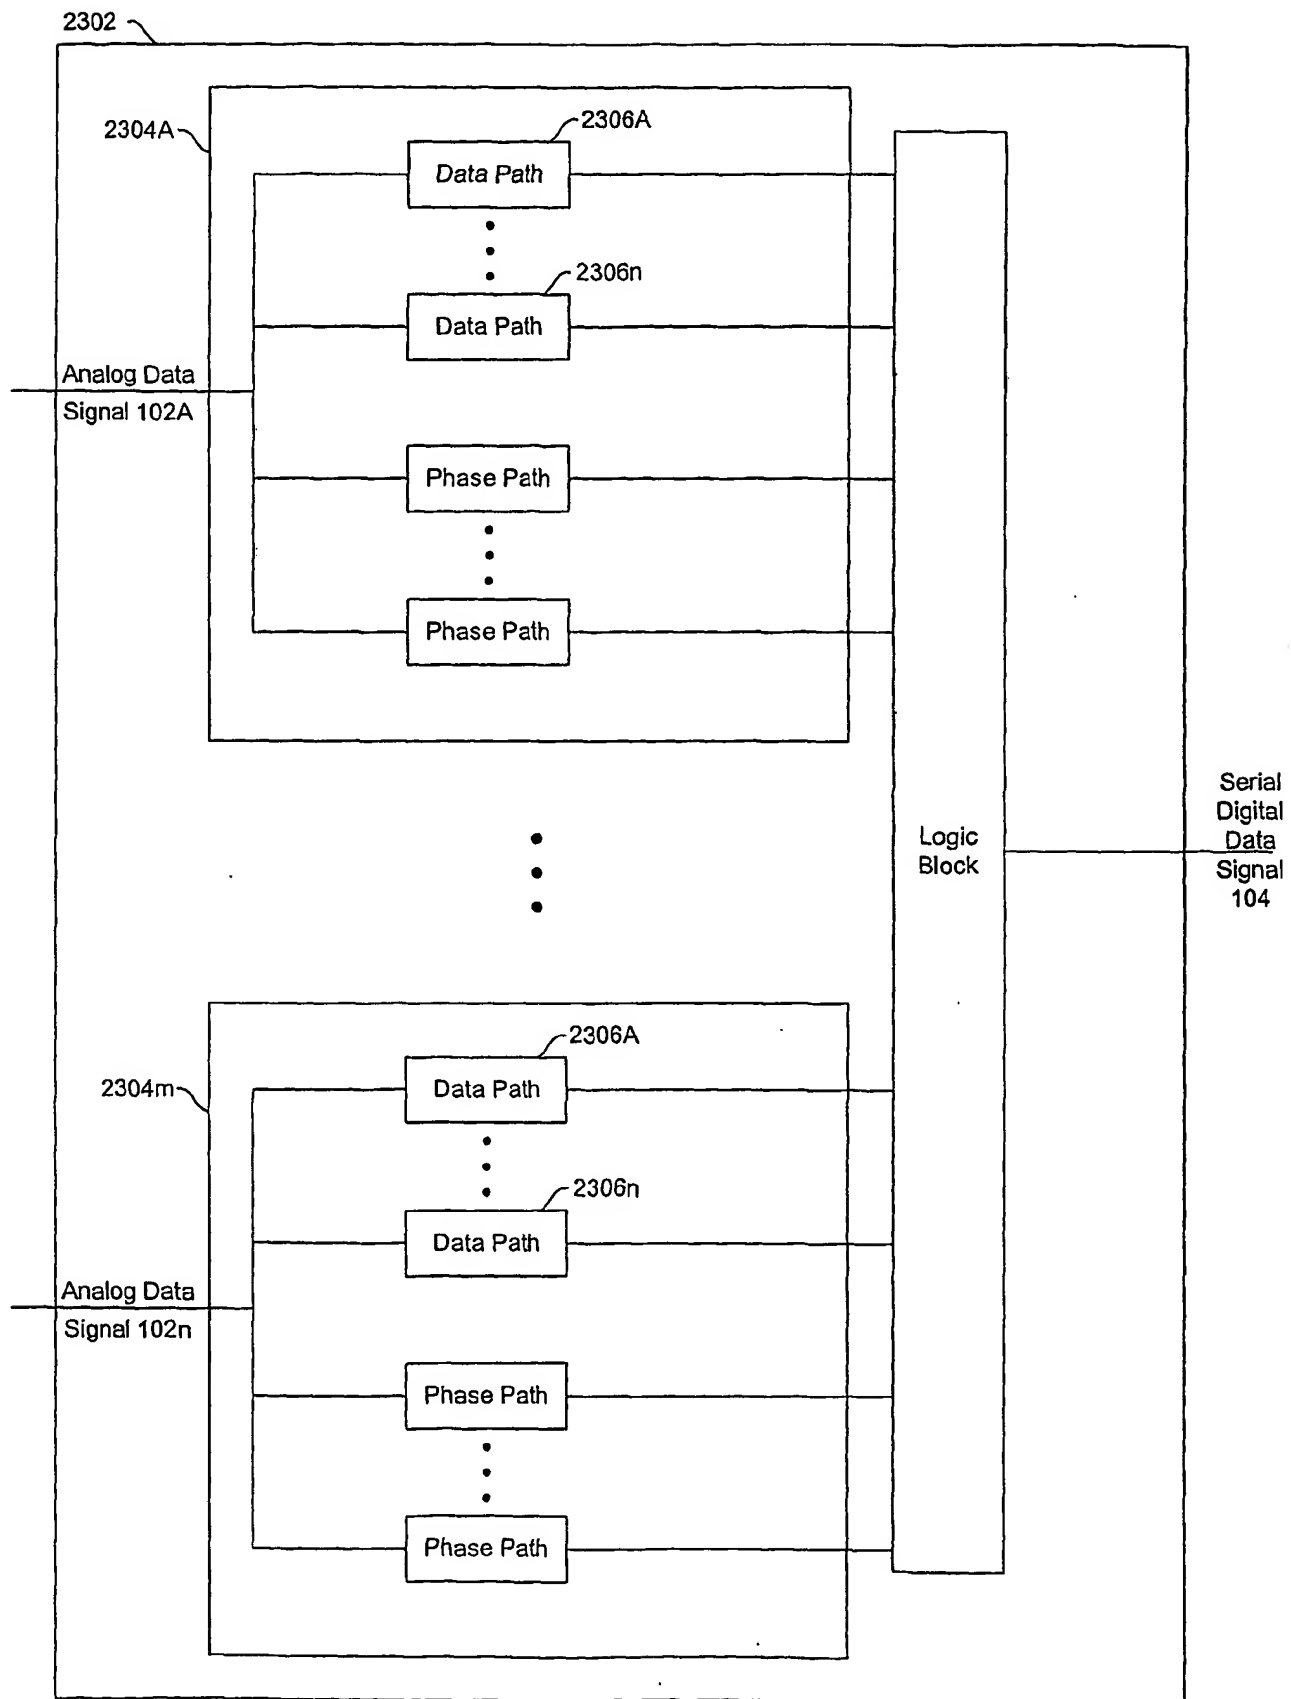 2302
2304A
2306A
Data Path
2306n
Data Path
Analog Data
Signal 102A
Phase Path
Phase Path
Serial
Digital
Data
Signal
104
Logic
Block
2306A
2304m
Data Path
2306n
Data Path
Analog Data
Signal 102n
Phase Path
Phase Path